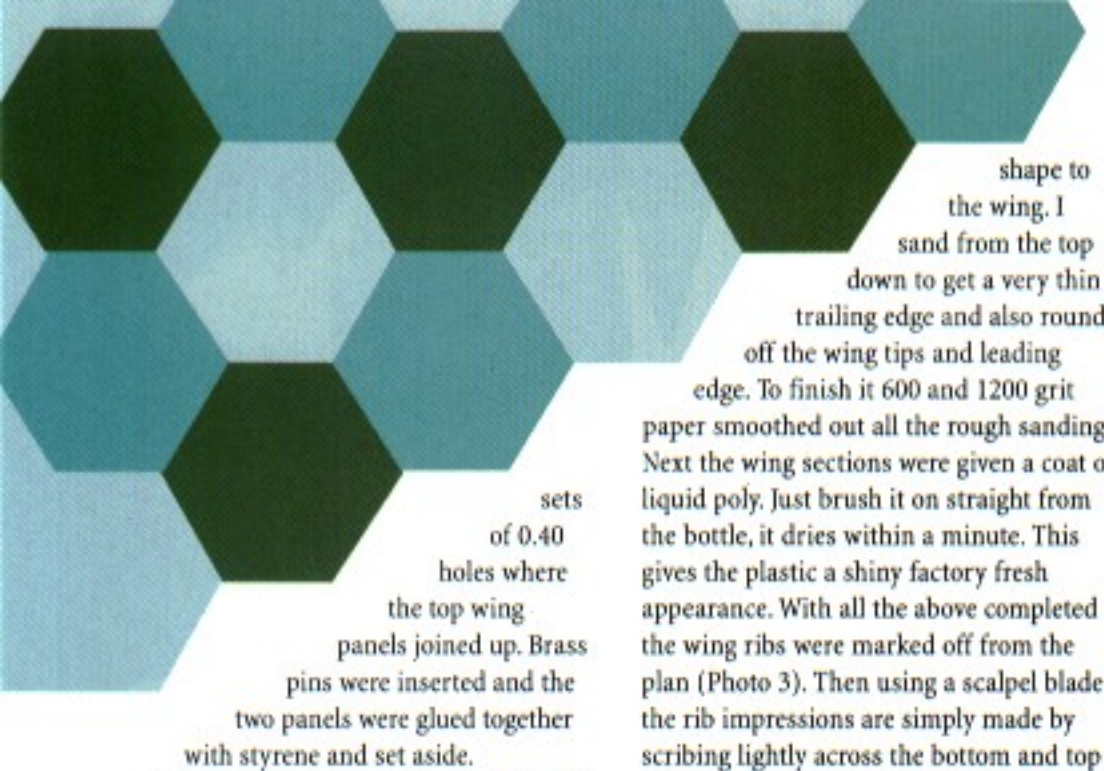 sets
of 0.40
holes where
the top wing
panels joined up. Brass
pins were inserted and the
two panels were glued together
with styrene and set aside.
shape to
the wing. I
sand from the top
down to get a very thin
trailing edge and also round
off the wing tips and leading
edge. To finish it 600 and 1200 grit
paper smoothed out all the rough sanding
Next the wing sections were given a coat o
liquid poly. Just brush it on straight from
the bottle, it dries within a minute. This
gives the plastic a shiny factory fresh
appearance. With all the above completed
the wing ribs were marked off from the
plan (Photo 3). Then using a scalpel blade
the rib impressions are simply made by
scribing lightly across the bottom and top